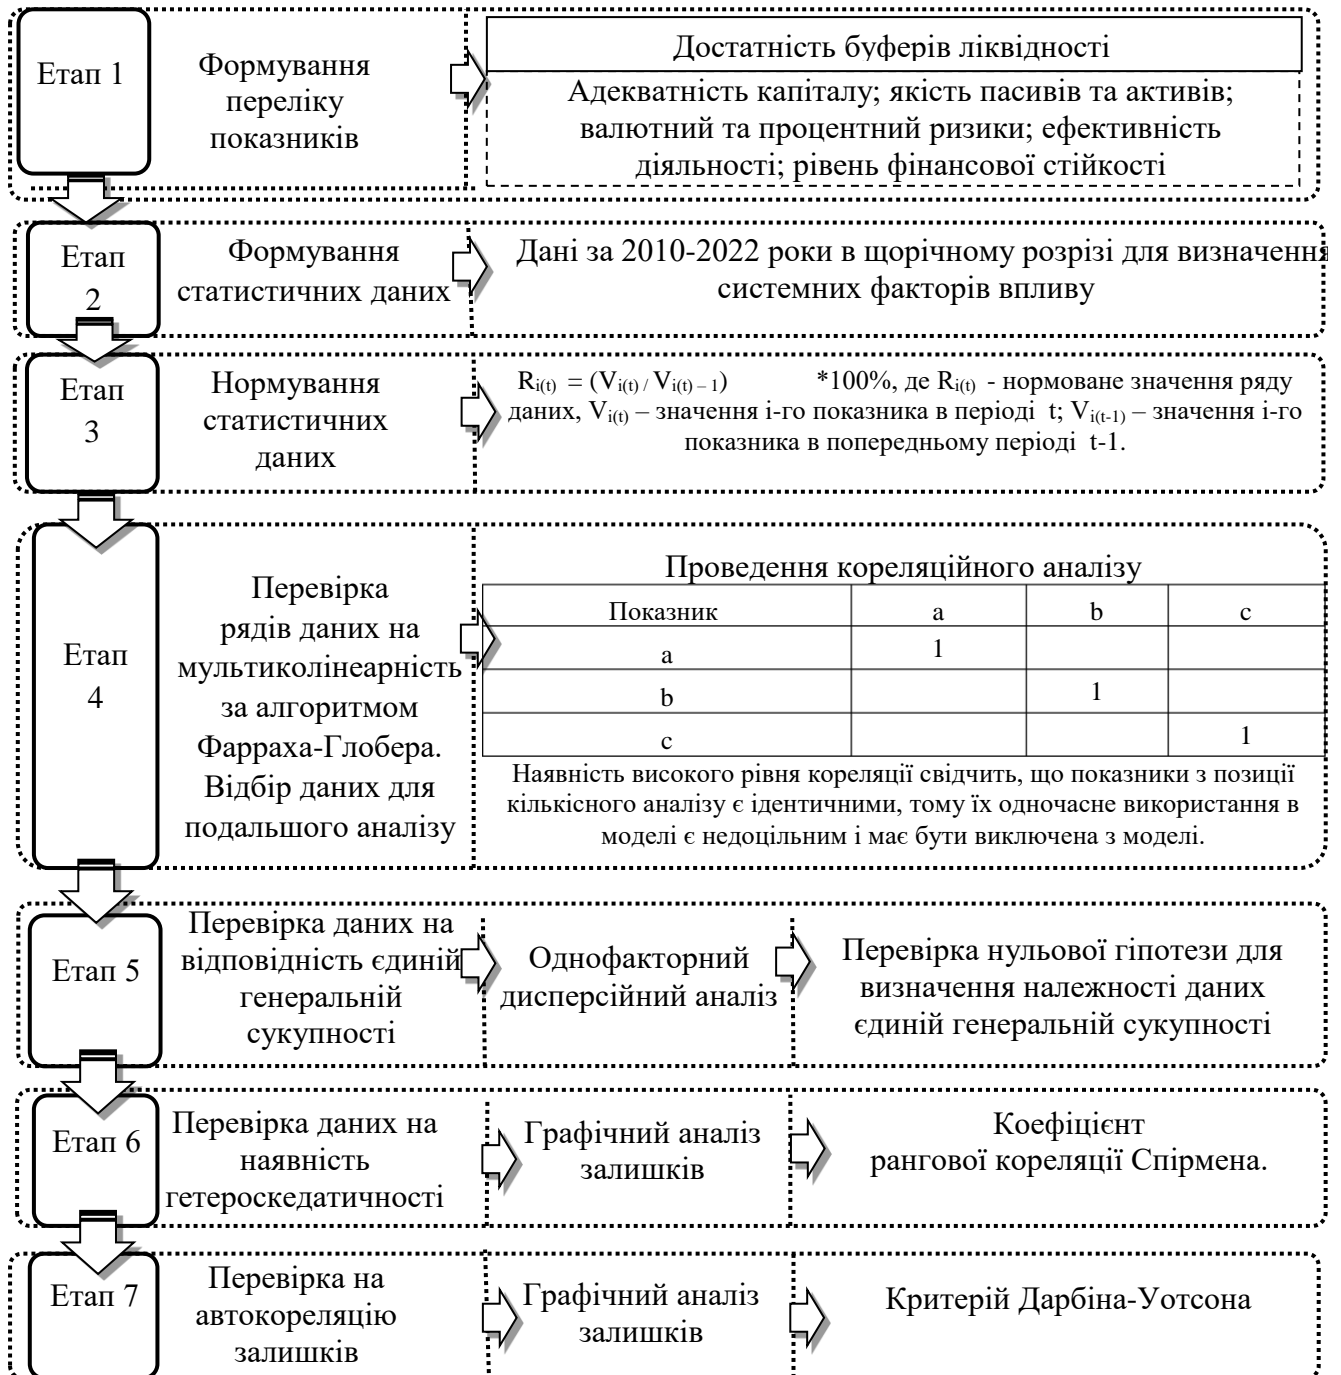 Етап 1
Формування
переліку
показників
Достатність буферів ліквідності
Адекватність капіталу; якість пасивів та активів;
валютний та процентний ризики; ефективність
діяльності; рівень фінансової стійкості
Етап
2
Формування
статистичних даних
Дані за 2010-2022 роки в щорічному розрізі для визначення
системних факторів впливу
Етап
3
Нормування
статистичних
даних
R i(t) = (V i(t) / V i(t) – 1) *100%, де R i(t) - нормоване значення ряду
даних, V i(t) – значення і-го показника в періоді t; V i(t-1) – значення і-го
показника в попередньому періоді t-1.
Етап
4
Перевірка
рядів даних на
мультиколінеарність
за алгоритмом
Фарраха-Глобера.
Відбір даних для
подальшого аналізу
Проведення кореляційного аналізу
Показник a b c
a 1
b 1
c 1
Наявність високого рівня кореляції свідчить, що показники з позиції
кількісного аналізу є ідентичними, тому їх одночасне використання в
моделі є недоцільним і має бути виключена з моделі.
Етап 5
Перевірка даних на
відповідність єдиній
генеральній
сукупності
Однофакторний
дисперсійний аналіз
Перевірка нульової гіпотези для
визначення належності даних
єдиній генеральній сукупності
Етап 6
Перевірка даних на
наявність
гетероскедатичності
Графічний аналіз
залишків
Коефіцієнт
рангової кореляції Спірмена.
Етап 7
Перевірка на
автокореляцію
залишків
Графічний аналіз
залишків
Критерій Дарбіна-Уотсона